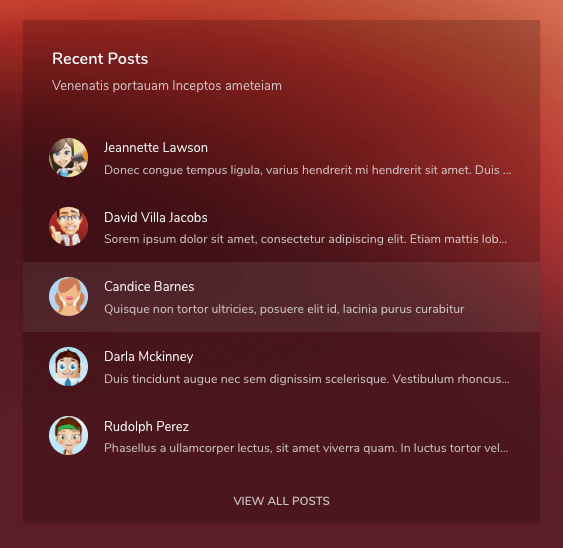 Recent Posts
Venenatis portauam Inceptos ameteiam
Jeannette Lawson
Donec congue tempus ligula, varius hendrerit mi hendrerit sit amet. Duis ...
David Villa Jacobs
Sorem ipsum dolor sit amet, consectetur adipiscing elit. Etiam mattis lob...
Candice Barnes
Quisque non tortor ultricies, posuere elit id, lacinia purus curabitur
Darla Mckinney
Duis tincidunt augue nec sem dignissim scelerisque. Vestibulum rhoncus...
Rudolph Perez
Phasellus a ullamcorper lectus, sit amet viverra quam. In luctus tortor vel...
VIEW ALL POSTS